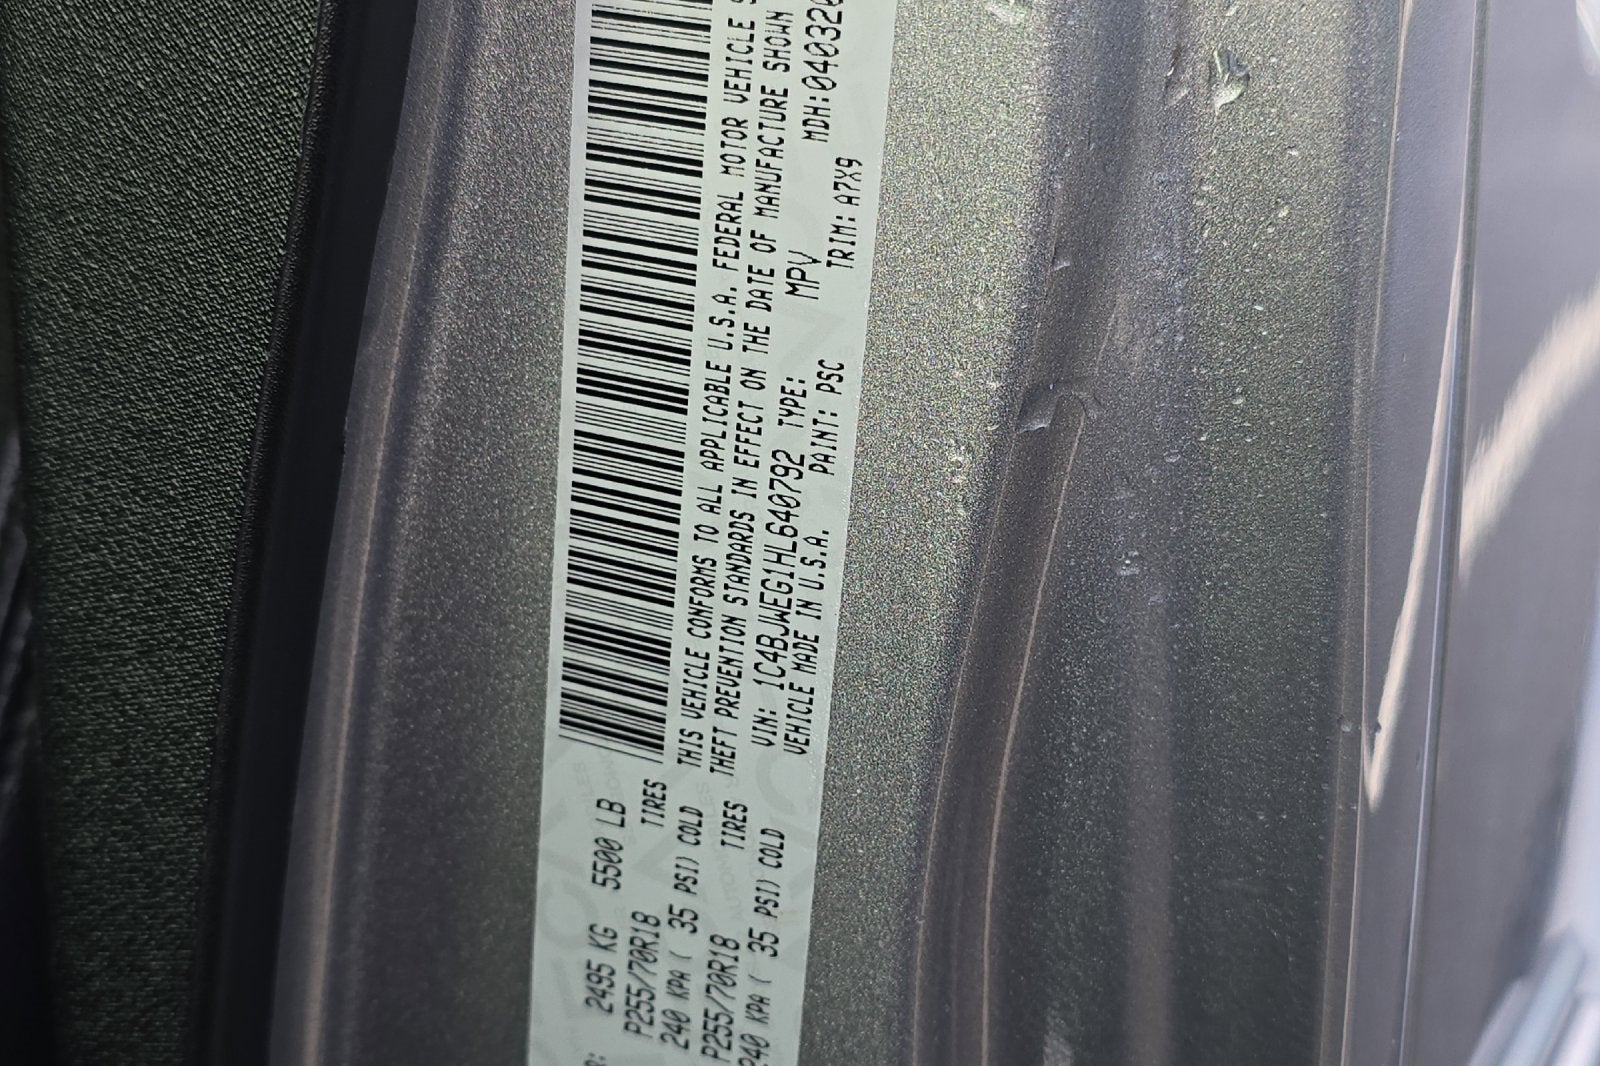 2495 KG 5500 LB
P255/70R18 TIRES
240 KPA ( 35 PSI) COLD
P255/70R18 TIRES
240 KPA ( 35 PSI) COLD
THIS VEHICLE CONFORMS TO ALL APPLICABLE U.S.A. FEDERAL MOTOR VEHICLE
THEFT PREVENTION STANDARDS IN EFFECT ON THE DATE OF MANUFACTURE SHOWN
VIN: 1C4BJWEG1HL640792 TYPE: MPV MDH:040320
VEHICLE MADE IN U.S.A. PAINT: PSC TRIM: A7X9